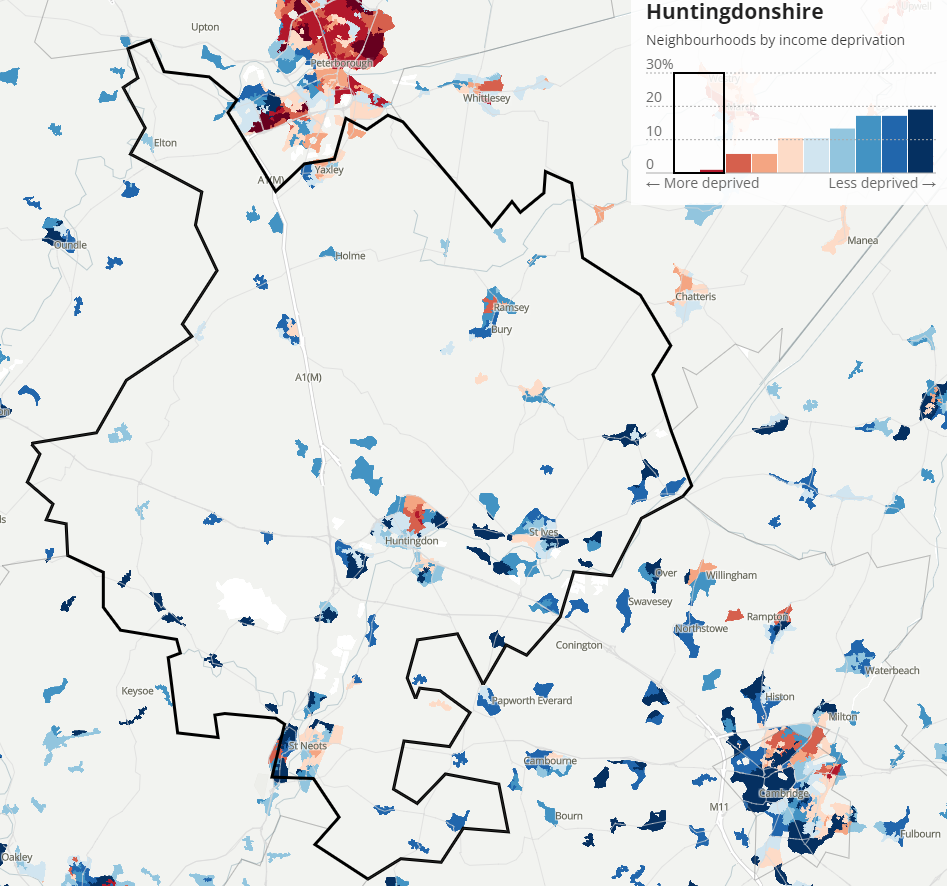 Huntingdonshire
Neighbourhoods by income deprivation
30%
20
10
0
← More deprived
Less deprived →
Upton
Peterborough
Whittlesey
Elton
Yaxley
A1(M)
Oundle
Holme
Manea
Chatteris
Ramsey
Bury
A1(M)
Huntingdon
St Ives
Over
Willingham
Swavesey
Rampton
Northstowe
Conington
Waterbeach
Keysoe
Papworth Everard
Histon
Milton
St Neots
Cambourne
Cambridge
M11
Bourn
Fulbourn
Oakley